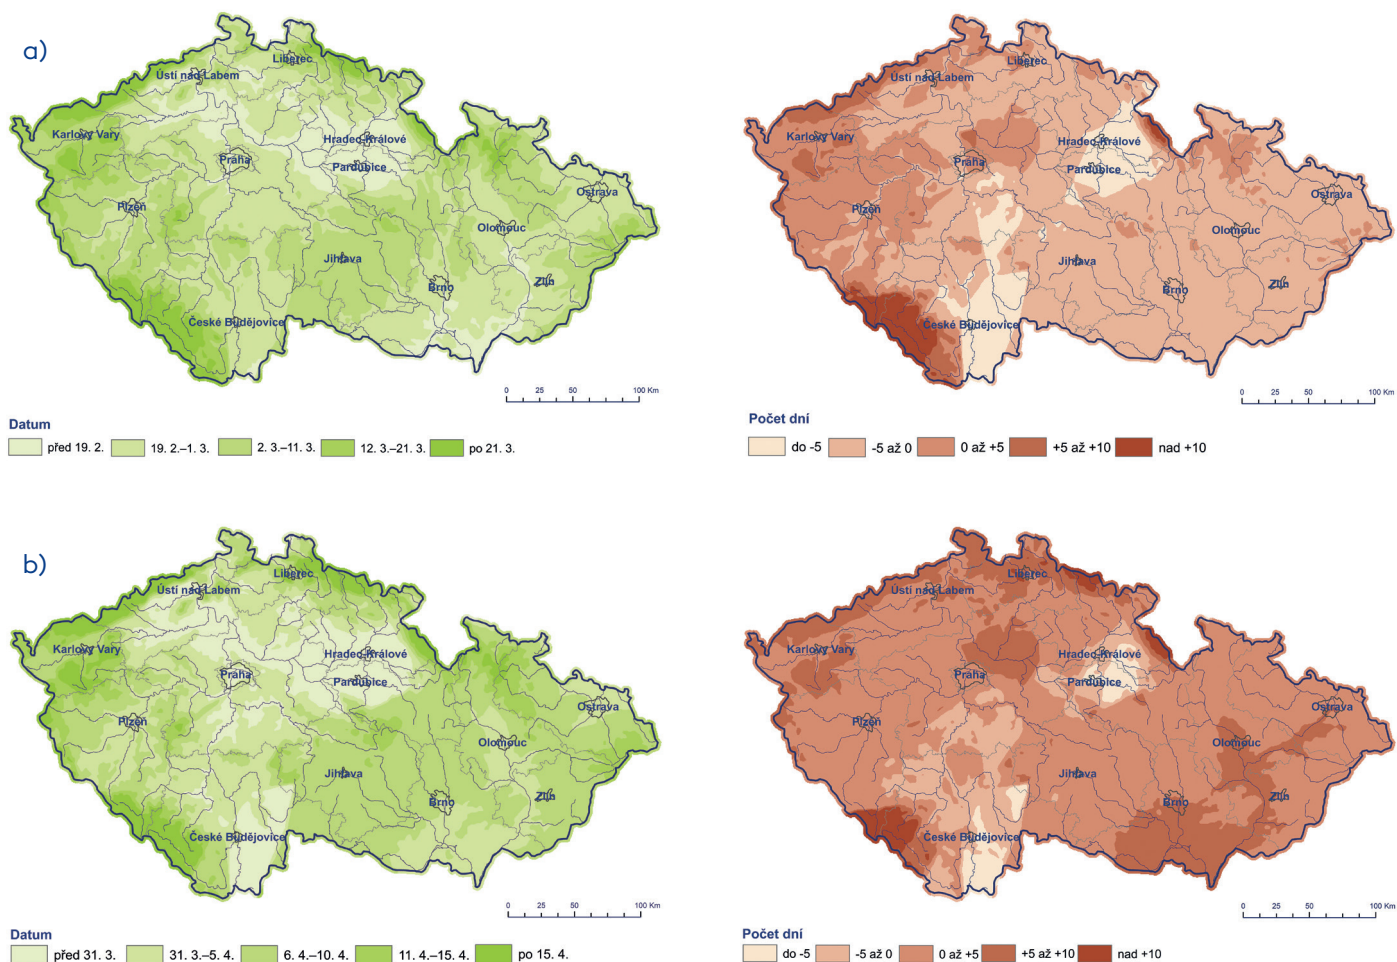 a)
Liberec
Ústí nad Labem
Karlovy Vary
Hradec Králové
Praha
Pardubice
Plzeň
Ostrava
Olomouc
Jihlava
Brno
Zlín
České Budějovice
0 25 50 100 Km
Datum
před 19. 2. 19. 2.–1. 3. 2. 3.–11. 3. 12. 3.–21. 3. po 21. 3.
Liberec
Ústí nad Labem
Karlovy Vary
Hradec Králové
Praha
Pardubice
Plzeň
Ostrava
Olomouc
Jihlava
Brno
Zlín
České Budějovice
0 25 50 100 Km
Počet dní
do -5 -5 až 0 0 až +5 +5 až +10 nad +10
b)
Liberec
Ústí nad Labem
Karlovy Vary
Hradec Králové
Praha
Pardubice
Plzeň
Ostrava
Olomouc
Jihlava
Brno
Zlín
České Budějovice
0 25 50 100 Km
Datum
před 31. 3. 31. 3.–5. 4. 6. 4.–10. 4. 11. 4.–15. 4. po 15. 4.
Liberec
Ústí nad Labem
Karlovy Vary
Hradec Králové
Praha
Pardubice
Plzeň
Ostrava
Olomouc
Jihlava
Brno
Zlín
České Budějovice
0 25 50 100 Km
Počet dní
do -5 -5 až 0 0 až +5 +5 až +10 nad +10